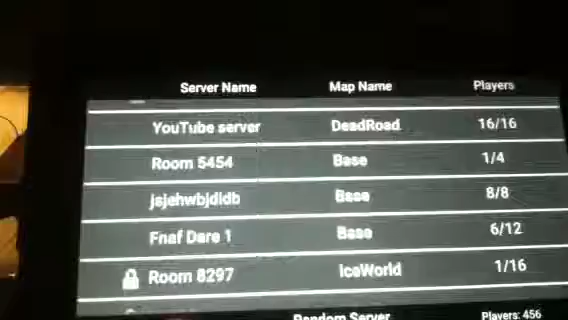 Server Name Map Name Players
YouTube server DeadRoad 16/16
Room 5454 Base 1/4
jsjehwbjdidb Base 8/8
Fnaf Dare 1 Base 6/12
Room 8297 IceWorld 1/16
Random Server Players: 456